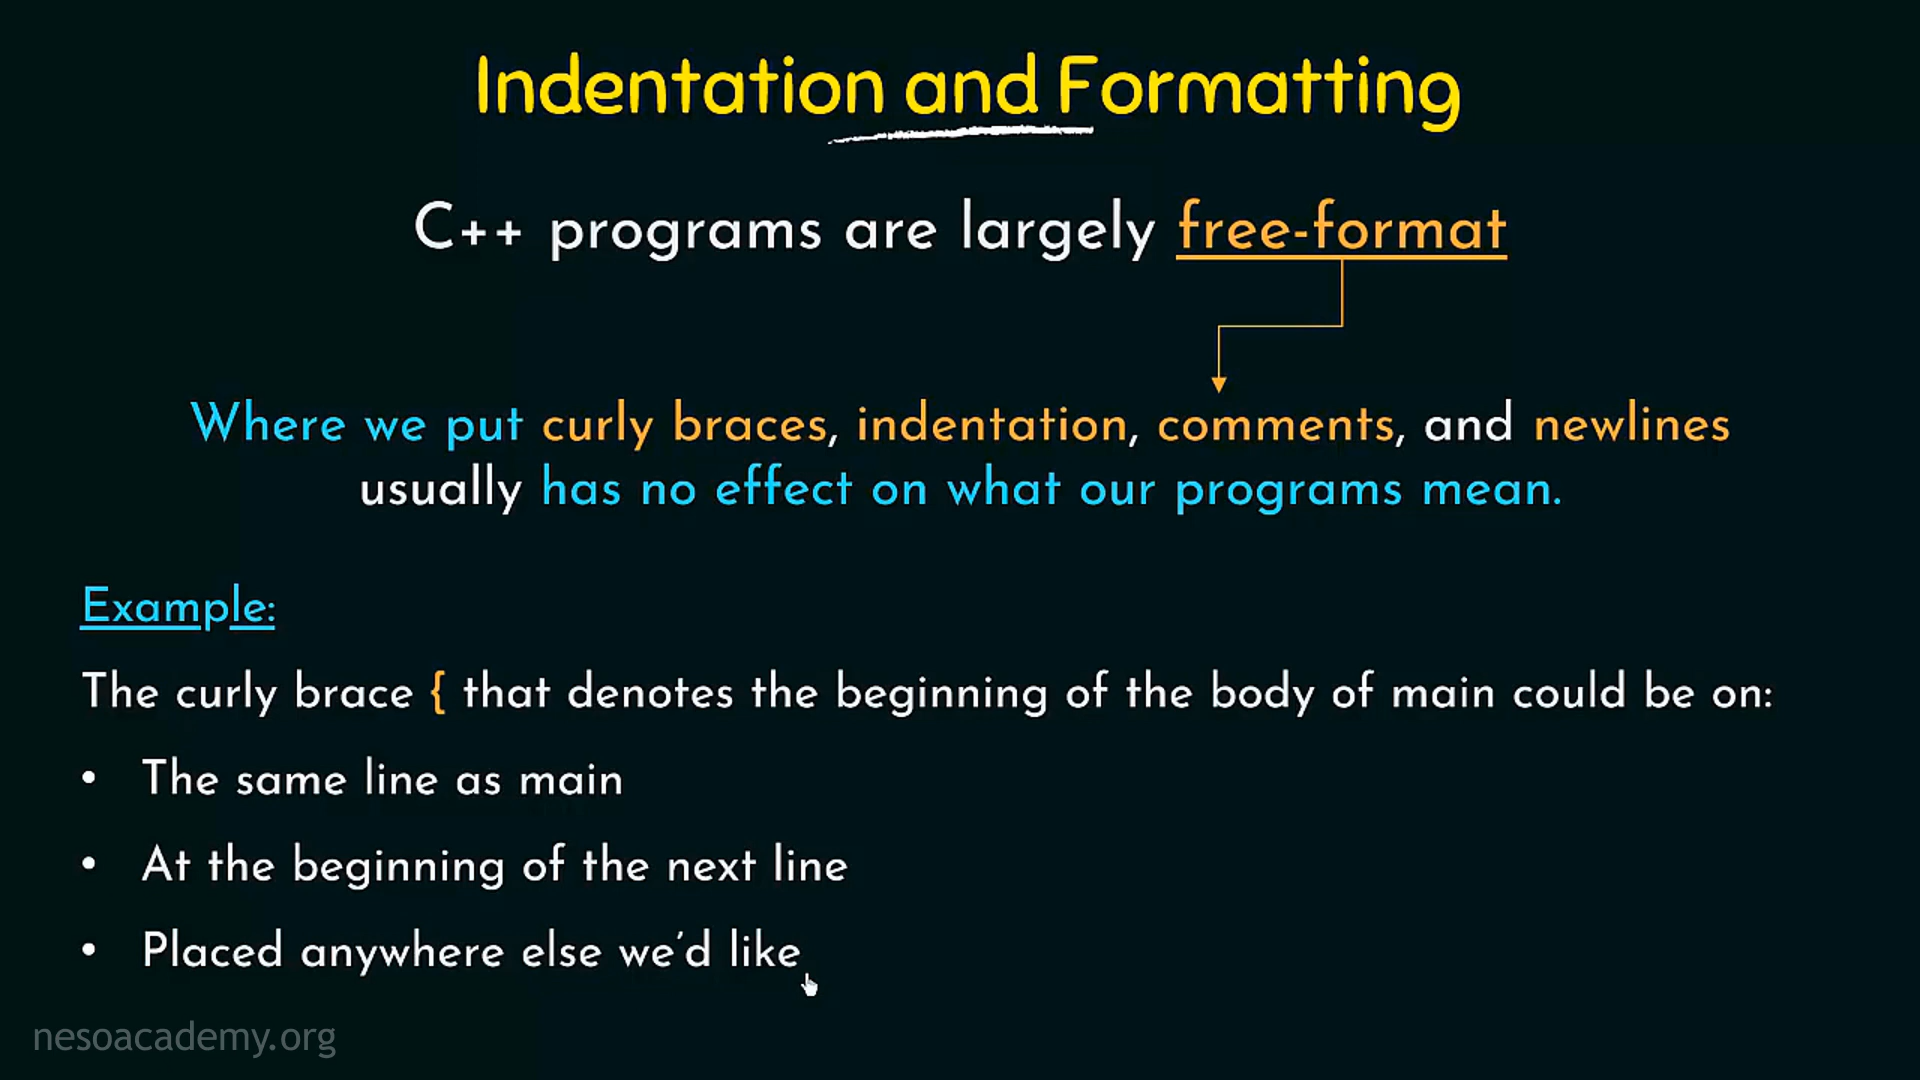 Indentation and Formatting
C++ programs are largely free-format
Where we put curly braces, indentation, comments, and newlines
usually has no effect on what our programs mean.
Example:
The curly brace { that denotes the beginning of the body of main could be on:
• The same line as main
• At the beginning of the next line
• Placed anywhere else we'd like
nesoacademy.org